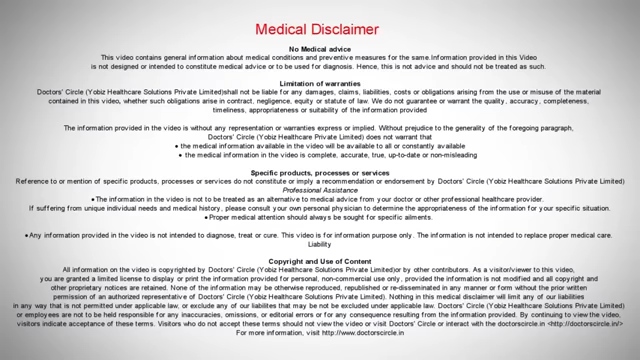 Medical Disclaimer
No Medical advice
This video contains general information about medical conditions and preventive measures for the same.Information provided in this Video
is not designed or intended to constitute medical advice or to be used for diagnosis. Hence, this is not advice and should not be treated as such.
Limitation of warranties
Doctors' Circle (Yobiz Healthcare Solutions Private Limited)shall not be liable for any damages, claims, liabilities, costs or obligations arising from the use or misuse of the material
contained in this video, whether such obligations arise in contract, negligence, equity or statute of law. We do not guarantee or warrant the quality, accuracy, completeness,
timeliness, appropriateness or suitability of the information provided
The information provided in the video is without any representation or warranties express or implied. Without prejudice to the generality of the foregoing paragraph,
Doctors' Circle (Yobiz Healthcare Solutions Private Limited) does not warrant that
• the medical information available in the video will be available to all or constantly available
• the medical information in the video is complete, accurate, true, up-to-date or non-misleading
Specific products, processes or services
Reference to or mention of specific products, processes or services do not constitute or imply a recommendation or endorsement by Doctors' Circle (Yobiz Healthcare Solutions Private Limited)
Professional Assistance
•The information in the video is not to be treated as an alternative to medical advice from your doctor or other professional healthcare provider.
If suffering from unique individual needs and medical history, please consult your own personal physician to determine the appropriateness of the information for your specific situation.
•Proper medical attention should always be sought for specific ailments.
•Any information provided in the video is not intended to diagnose, treat or cure. This video is for information purpose only. The information is not intended to replace proper medical care.
Liability
Copyright and Use of Content
All information on the video is copyrighted by Doctors' Circle (Yobiz Healthcare Solutions Private Limited)or by other contributors. As a visitor/viewer to this video,
you are granted a limited license to display or print the information provided for personal, non-commercial use only, provided the information is not modified and all copyright and
other proprietary notices are retained. None of the information may be otherwise reproduced, republished or re-disseminated in any manner or form without the prior written
permission of an authorized representative of Doctors' Circle (Yobiz Healthcare Solutions Private Limited). Nothing in this medical disclaimer will limit any of our liabilities
in any way that is not permitted under applicable law, or exclude any of our liabilities that may be not be excluded under applicable law. Doctors' Circle (Yobiz Healthcare Solutions Private Limited)
or employees are not to be held responsible for any inaccuracies, omissions, or editorial errors or for any consequence resulting from the information provided. By continuing to view the video,
visitors indicate acceptance of these terms. Visitors who do not accept these terms should not view the video or visit Doctors' Circle or interact with the doctorscircle.in <http://doctorscircle.in/>
For more information, visit http://www.doctorscircle.in